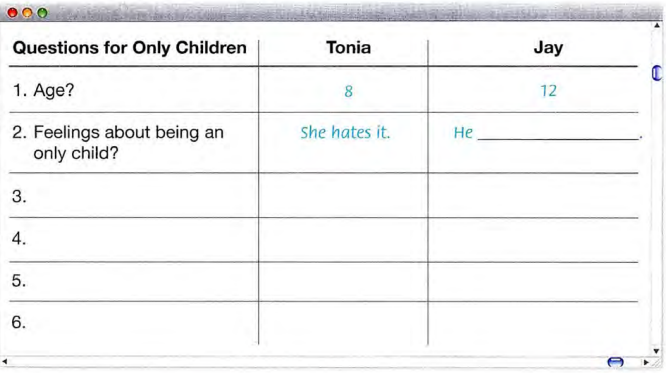 Questions for Only Children Tonia Jay
1. Age? 8 12
2. Feelings about being an She hates it. He ____________________.
only child?
3.
4.
5.
6.